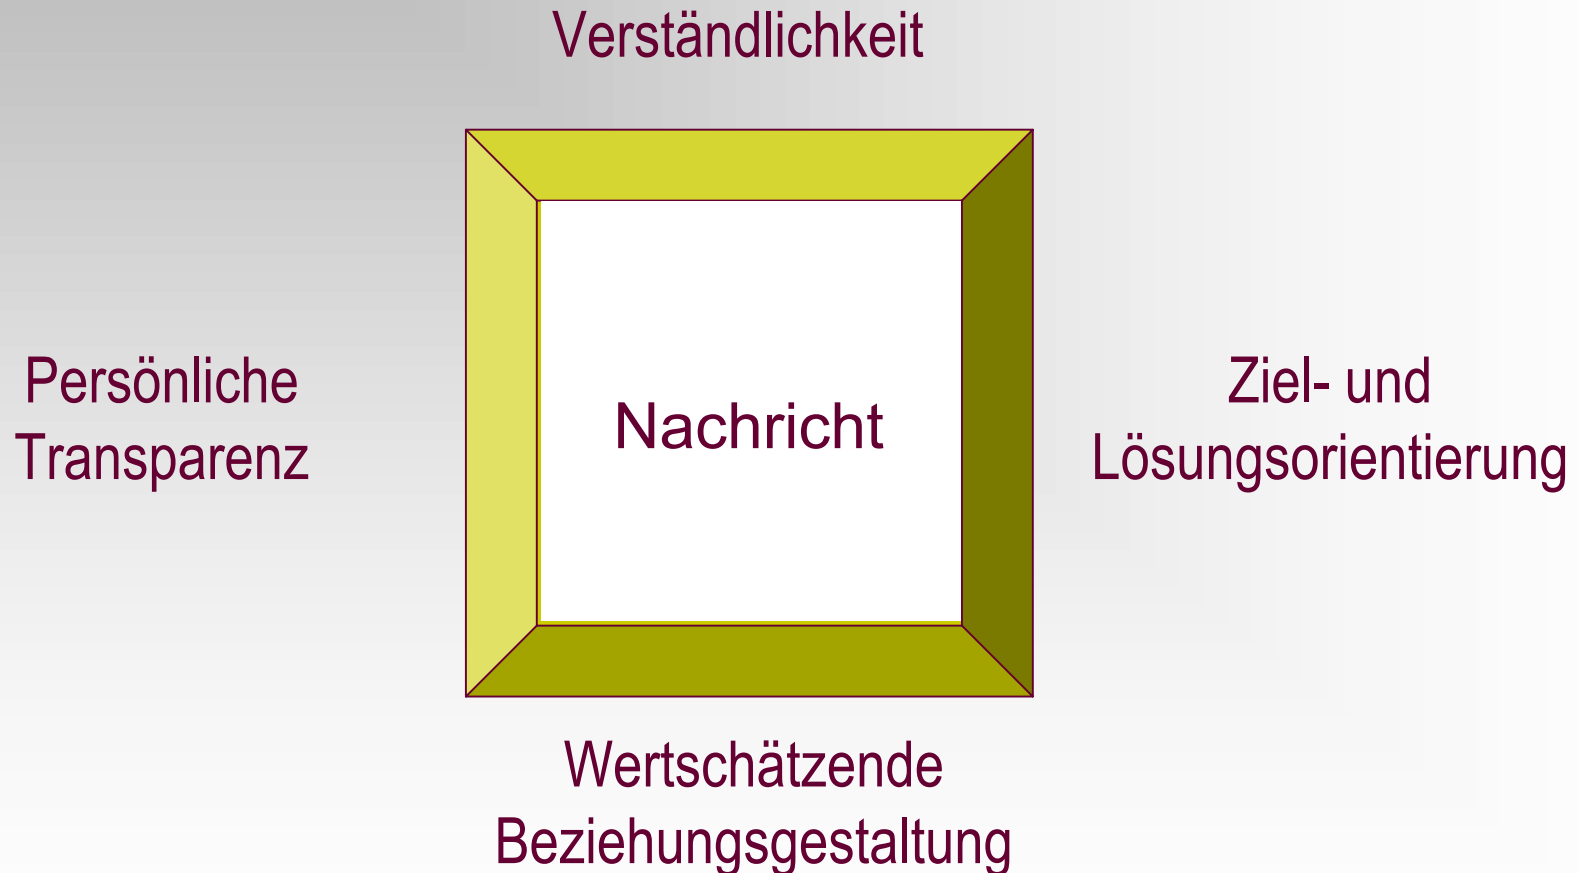 Verständlichkeit
Persönliche
Transparenz
Nachricht
Ziel- und
Lösungsorientierung
Wertschätzende
Beziehungsgestaltung